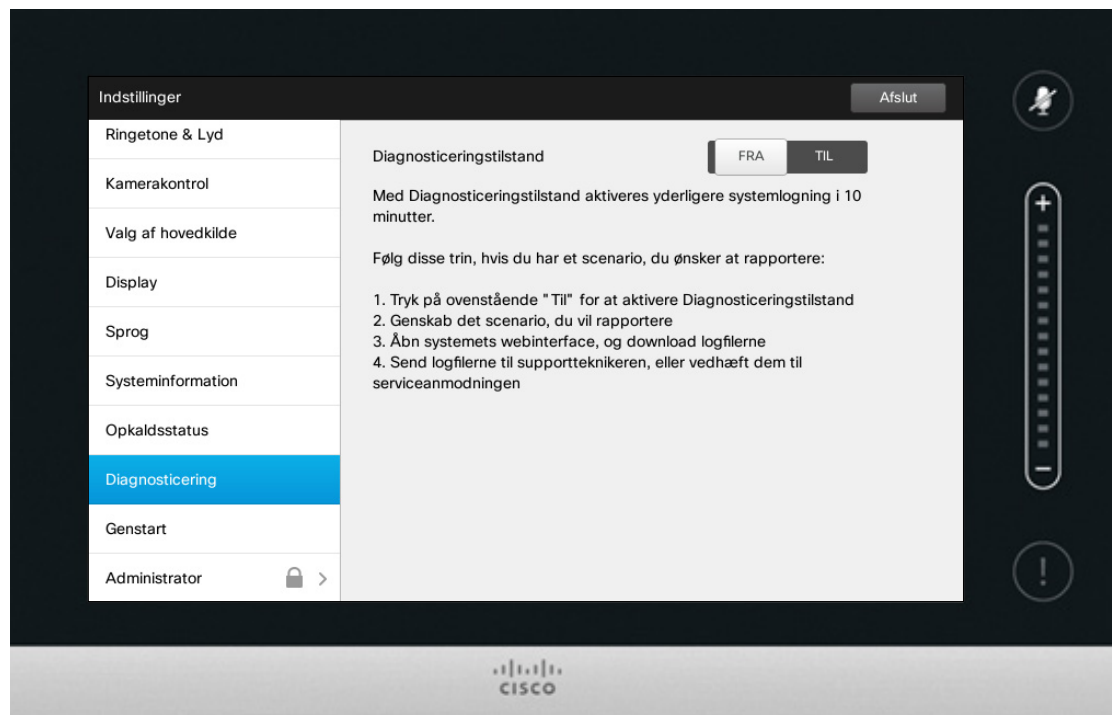 Indstillinger
Afslut
Ringetone & Lyd
Kamerakontrol
Valg af hovedkilde
Display
Sprog
Systeminformation
Opkaldsstatus
Diagnosticering
Genstart
Administrator
Diagnosticeringstilstand
FRA
TIL
Med Diagnosticeringstilstand aktiveres yderligere systemlogning i 10
minutter.
Følg disse trin, hvis du har et scenario, du ønsker at rapportere:
1. Tryk på ovenstående "Til" for at aktivere Diagnosticeringstilstand
2. Genskab det scenario, du vil rapportere
3. Åbn systemets webinterface, og download logfilerne
4. Send logfilerne til supportteknikeren, eller vedhæft dem til
serviceanmodningen
CISCO